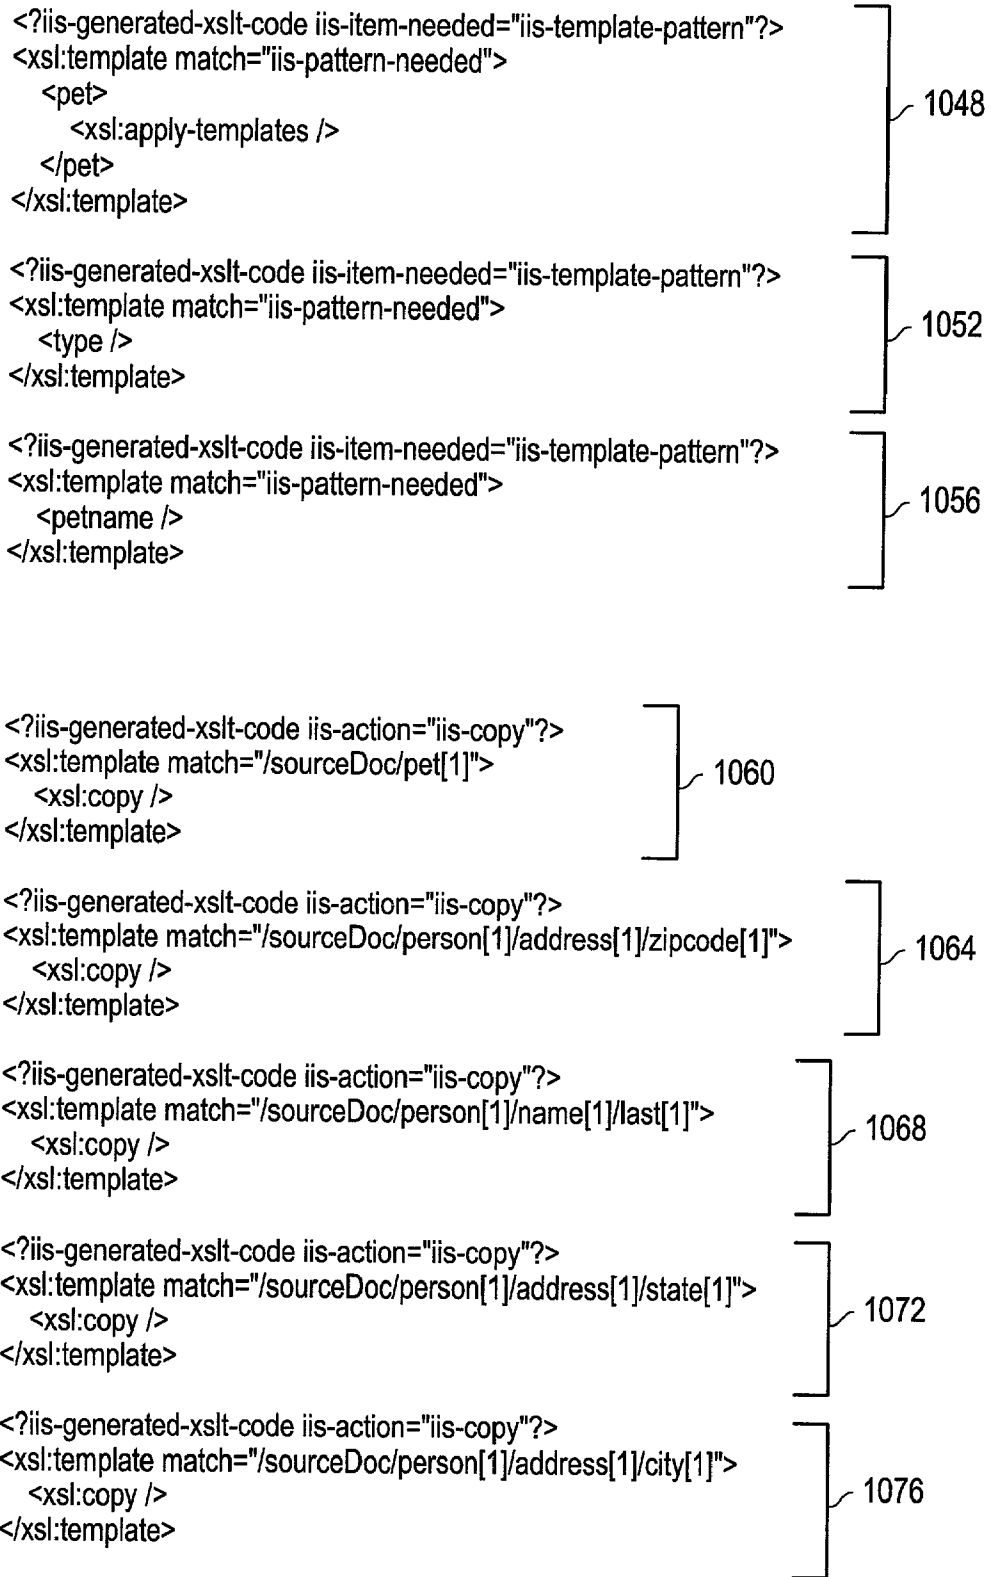 <?iis-generated-xslt-code iis-item-needed="iis-template-pattern"?>
<xsl:template match="iis-pattern-needed">
<pet>
<xsl:apply-templates />
</pet>
</xsl:template>
1048
<?iis-generated-xslt-code iis-item-needed="iis-template-pattern"?>
<xsl:template match="iis-pattern-needed">
<type />
</xsl:template>
1052
<?iis-generated-xslt-code iis-item-needed="iis-template-pattern"?>
<xsl:template match="iis-pattern-needed">
<petname />
</xsl:template>
1056
<?iis-generated-xslt-code iis-action="iis-copy"?>
<xsl:template match="/sourceDoc/pet[1]">
<xsl:copy />
</xsl:template>
1060
<?iis-generated-xslt-code iis-action="iis-copy"?>
<xsl:template match="/sourceDoc/person[1]/address[1]/zipcode[1]">
<xsl:copy />
</xsl:template>
1064
<?iis-generated-xslt-code iis-action="iis-copy"?>
<xsl:template match="/sourceDoc/person[1]/name[1]/last[1]">
<xsl:copy />
</xsl:template>
1068
<?iis-generated-xslt-code iis-action="iis-copy"?>
<xsl:template match="/sourceDoc/person[1]/address[1]/state[1]">
<xsl:copy />
</xsl:template>
1072
<?iis-generated-xslt-code iis-action="iis-copy"?>
<xsl:template match="/sourceDoc/person[1]/address[1]/city[1]">
<xsl:copy />
</xsl:template>
1076